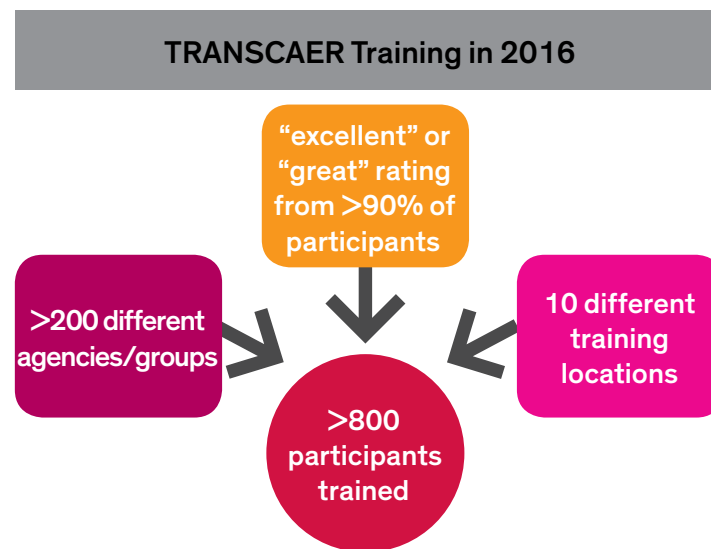 TRANSCAER Training in 2016
“excellent” or
“great” rating
from >90% of
participants
>200 different
agencies/groups
10 different
training
locations
>800
participants
trained